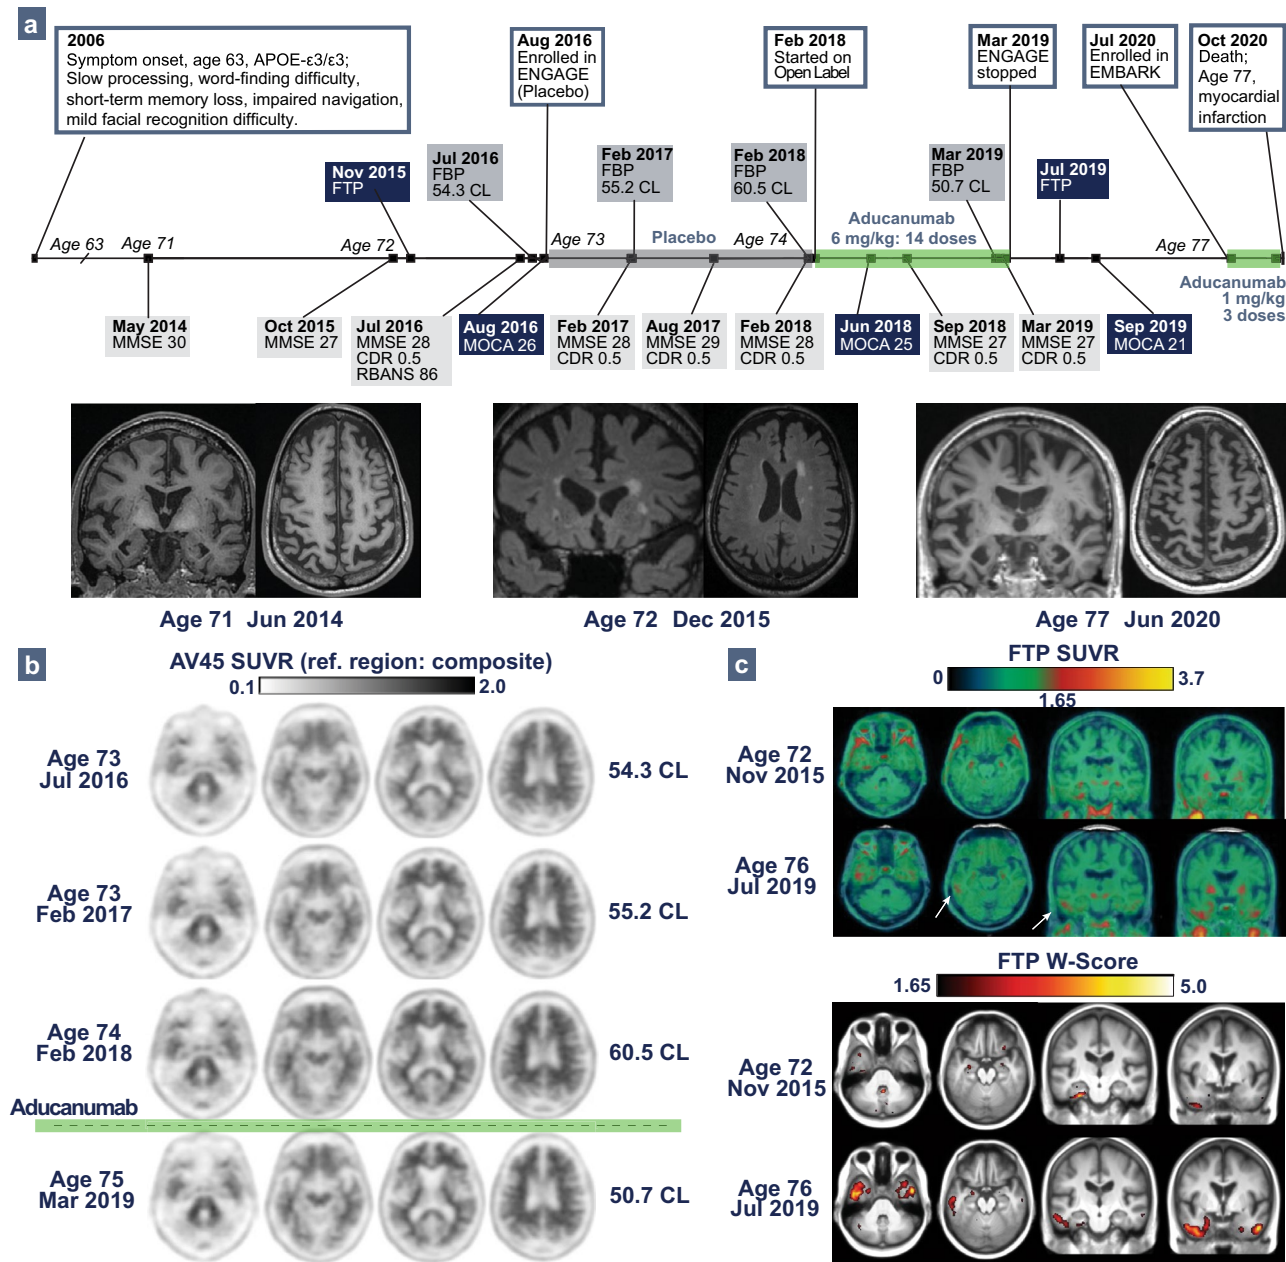 a
2006
Symptom onset, age 63, APOE-ε3/ε3;
Slow processing, word-finding difficulty,
short-term memory loss, impaired navigation,
mild facial recognition difficulty.
Aug 2016
Enrolled in
ENGAGE
(Placebo)
Feb 2018
Started on
Open Label
Mar 2019
ENGAGE
stopped
Jul 2020
Enrolled in
EMBARK
Oct 2020
Death;
Age 77,
myocardial
infarction
Nov 2015
FTP
Jul 2016
FBP
54.3 CL
Feb 2017
FBP
55.2 CL
Feb 2018
FBP
60.5 CL
Mar 2019
FBP
50.7 CL
Jul 2019
FTP
Age 63
Age 71
Age 72
Age 73
Placebo
Age 74
Aducanumab
6 mg/kg: 14 doses
Age 77
Aducanumab
1 mg/kg
3 doses
May 2014
MMSE 30
Oct 2015
MMSE 27
Jul 2016
MMSE 28
CDR 0.5
RBANS 86
Aug 2016
MOCA 26
Feb 2017
MMSE 28
CDR 0.5
Aug 2017
MMSE 29
CDR 0.5
Feb 2018
MMSE 28
CDR 0.5
Jun 2018
MOCA 25
Sep 2018
MMSE 27
CDR 0.5
Mar 2019
MMSE 27
CDR 0.5
Sep 2019
MOCA 21
Age 71 Jun 2014
Age 72 Dec 2015
Age 77 Jun 2020
b
AV45 SUVR (ref. region: composite)
0.1
2.0
Age 73
Jul 2016
54.3 CL
Age 73
Feb 2017
55.2 CL
Age 74
Feb 2018
60.5 CL
Aducanumab
Age 75
Mar 2019
50.7 CL
c
FTP SUVR
0
3.7
1.65
Age 72
Nov 2015
Age 76
Jul 2019
FTP W-Score
1.65
5.0
Age 72
Nov 2015
Age 76
Jul 2019